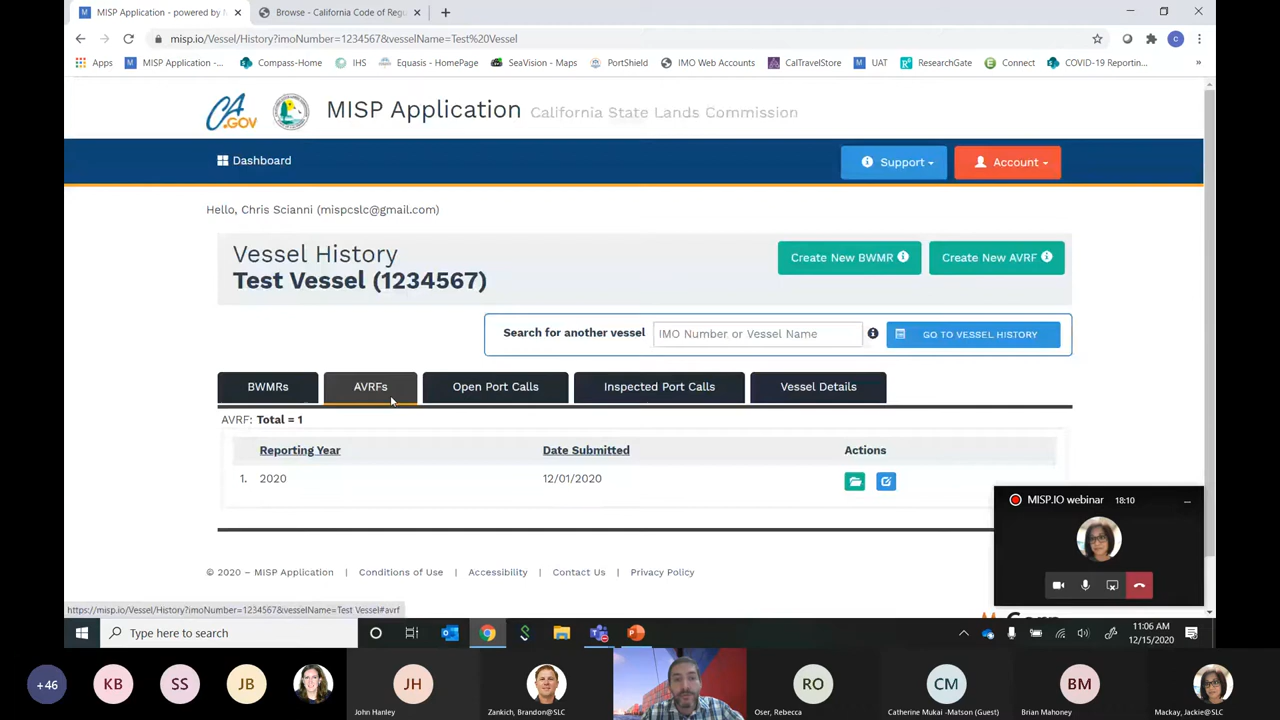 MISP Application - powered by
Browse - California Code of Regu
misp.io/Vessel/History?imoNumber=1234567&vesselName=Test%20Vessel
Apps
MISP Application -...
Compass-Home
IHS
Equasis - HomePage
SeaVision - Maps
PortShield
IMO Web Accounts
CalTravelStore
UAT
ResearchGate
Connect
COVID-19 Reportin...
CA.GOV
MISP Application California State Lands Commission
Dashboard
Support
Account
Hello, Chris Scianni (mispcslc@gmail.com)
Vessel History
Test Vessel (1234567)
Create New BWMR
Create New AVRF
Search for another vessel
IMO Number or Vessel Name
GO TO VESSEL HISTORY
BWMRs
AVRFs
Open Port Calls
Inspected Port Calls
Vessel Details
AVRF: Total = 1
Reporting Year Date Submitted Actions
1. 2020 12/01/2020
MISP.IO webinar 18:10
© 2020 – MISP Application | Conditions of Use | Accessibility | Contact Us | Privacy Policy
https://misp.io/Vessel/History?imoNumber=1234567&vesselName=Test Vessel#avrf
Type here to search
11:06 AM
12/15/2020
+46
KB
SS
JB
JH
John Hanley
Zankich, Brandon@SLC
RO
Oser, Rebecca
CM
Catherine Mukai -Matson (Guest)
BM
Brian Mahoney
Mackay, Jackie@SLC